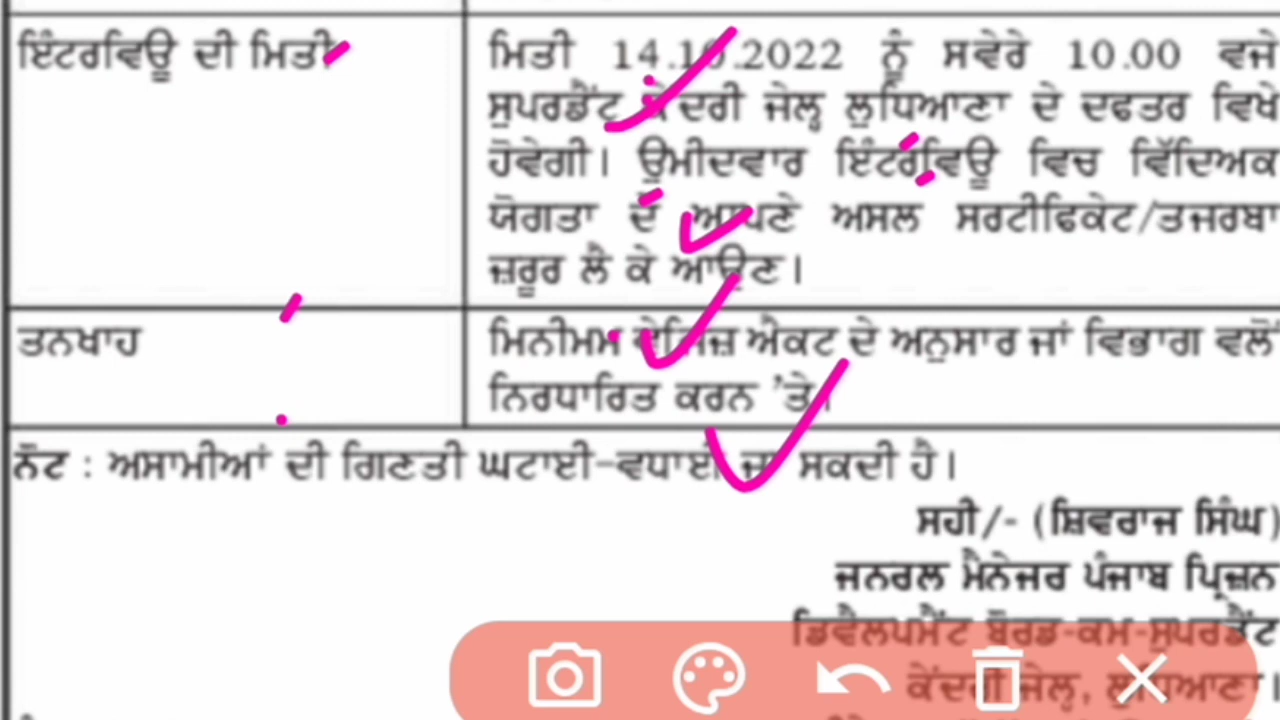 ਇੰਟਰਵਿਊ ਦੀ ਮਿਤੀ
ਮਿਤੀ 14.10.2022 ਨੂੰ ਸਵੇਰੇ 10.00 ਵਜੇ
ਸੁਪਰਡੈਂਟ ਕੇਂਦਰੀ ਜੇਲ੍ਹ ਲੁਧਿਆਣਾ ਦੇ ਦਫਤਰ ਵਿਖੇ
ਹੋਵੇਗੀ। ਉਮੀਦਵਾਰ ਇੰਟਰਵਿਊ ਵਿਚ ਵਿੱਦਿਅਕ
ਯੋਗਤਾ ਦੇ ਆਪਣੇ ਅਸਲ ਸਰਟੀਫਿਕੇਟ/ਤਜਰਬਾ
ਜ਼ਰੂਰ ਲੈ ਕੇ ਆਉਣ।
ਤਨਖਾਹ
ਮਿਨੀਮਮ ਵੇਜਿਜ਼ ਐਕਟ ਦੇ ਅਨੁਸਾਰ ਜਾਂ ਵਿਭਾਗ ਵਲੋਂ
ਨਿਰਧਾਰਿਤ ਕਰਨ ’ਤੇ।
ਨੋਟ : ਅਸਾਮੀਆਂ ਦੀ ਗਿਣਤੀ ਘਟਾਈ-ਵਧਾਈ ਜਾ ਸਕਦੀ ਹੈ।
ਸਹੀ/- (ਸ਼ਿਵਰਾਜ ਸਿੰਘ)
ਜਨਰਲ ਮੈਨੇਜਰ ਪੰਜਾਬ ਪ੍ਰਿਜ਼ਨ
ਡਿਵੈਲਪਮੈਂਟ ਬੋਰਡ-ਕਮ-ਸੁਪਰਡੈਂਟ
ਕੇਂਦਰੀ ਜੇਲ੍ਹ, ਲੁਧਿਆਣਾ।